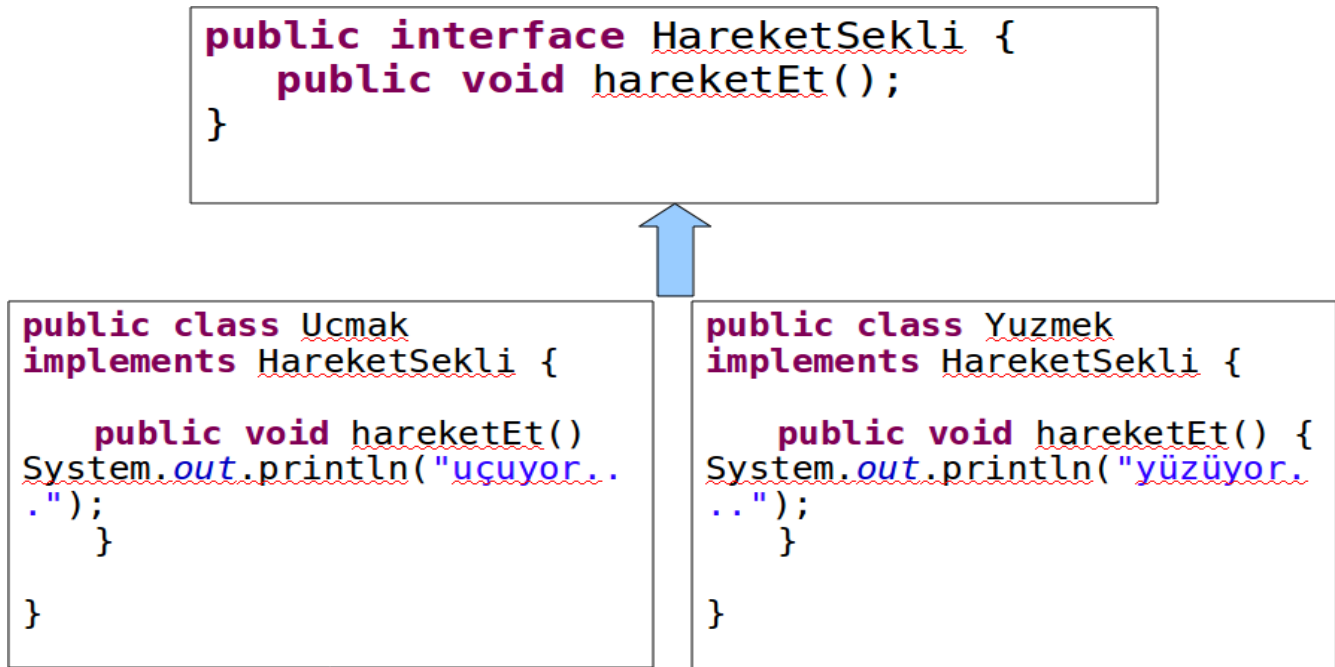 public interface HareketSekli {
public void hareketEt();
}
public class Ucmak
implements HareketSekli {
public void hareketEt()
System.out.println("uçuyor..
.");
}
}
public class Yuzmek
implements HareketSekli {
public void hareketEt() {
System.out.println("yüzüyor.
..");
}
}